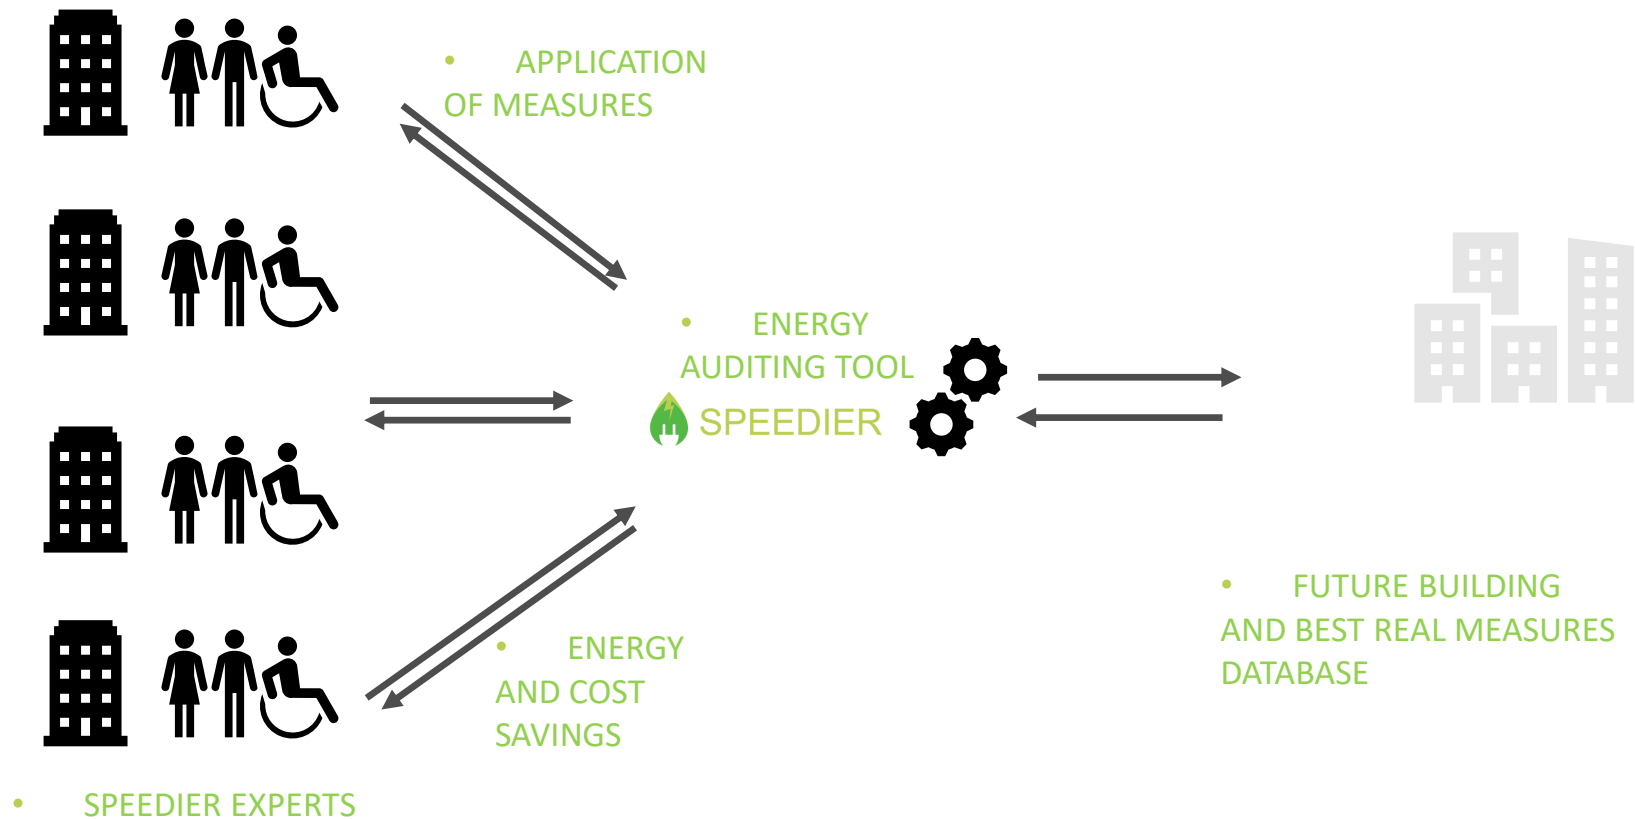 • APPLICATION
OF MEASURES
• ENERGY
AUDITING TOOL
SPEEDIER
• FUTURE BUILDING
AND BEST REAL MEASURES
DATABASE
• ENERGY
AND COST
SAVINGS
• SPEEDIER EXPERTS